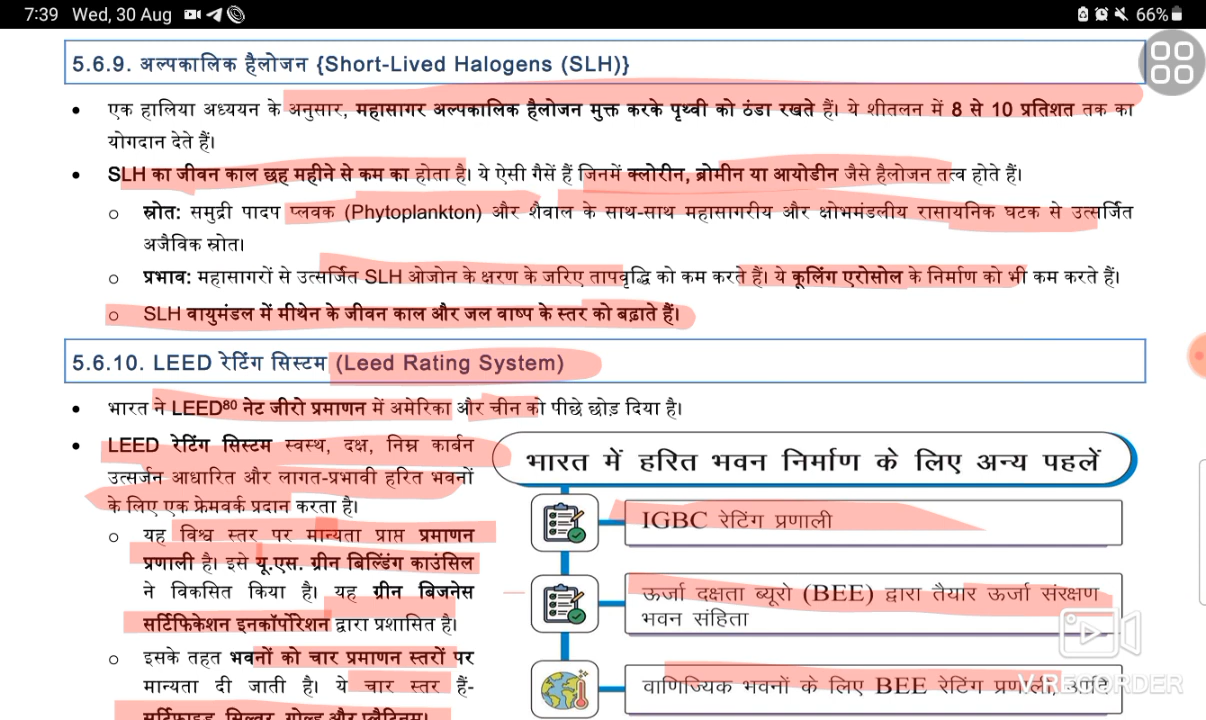 7:39 Wed, 30 Aug
66%
5.6.9. अल्पकालिक हैलोजन {Short-Lived Halogens (SLH)}
• एक हालिया अध्ययन के अनुसार, महासागर अल्पकालिक हैलोजन मुक्त करके पृथ्वी को ठंडा रखते हैं। ये शीतलन में 8 से 10 प्रतिशत तक का
योगदान देते हैं।
• SLH का जीवन काल छह महीने से कम का होता है। ये ऐसी गैसें हैं जिनमें क्लोरीन, ब्रोमीन या आयोडीन जैसे हैलोजन तत्व होते हैं।
o स्रोत: समुद्री पादप प्लवक (Phytoplankton) और शैवाल के साथ-साथ महासागरीय और क्षोभमंडलीय रासायनिक घटक से उत्सर्जित
अजैविक स्रोत।
o प्रभाव: महासागरों से उत्सर्जित SLH ओजोन के क्षरण के जरिए तापवृद्धि को कम करते हैं। ये कूलिंग एरोसोल के निर्माण को भी कम करते हैं।
o SLH वायुमंडल में मीथेन के जीवन काल और जल वाष्प के स्तर को बढ़ाते हैं।
5.6.10. LEED रेटिंग सिस्टम (Leed Rating System)
• भारत ने LEED⁸⁰ नेट जीरो प्रमाणन में अमेरिका और चीन को पीछे छोड़ दिया है।
• LEED रेटिंग सिस्टम स्वस्थ, दक्ष, निम्न कार्बन
उत्सर्जन आधारित और लागत-प्रभावी हरित भवनों
के लिए एक फ्रेमवर्क प्रदान करता है।
o यह विश्व स्तर पर मान्यता प्राप्त प्रमाणन
प्रणाली है। इसे यू.एस. ग्रीन बिल्डिंग काउंसिल
ने विकसित किया है। यह ग्रीन बिजनेस
सर्टिफिकेशन इनकॉर्पोरेशन द्वारा प्रशासित है।
o इसके तहत भवनों को चार प्रमाणन स्तरों पर
मान्यता दी जाती है। ये चार स्तर हैं-
सर्टिफाइड, सिल्वर, गोल्ड और प्लैटिनम।
भारत में हरित भवन निर्माण के लिए अन्य पहलें
IGBC रेटिंग प्रणाली
ऊर्जा दक्षता ब्यूरो (BEE) द्वारा तैयार ऊर्जा संरक्षण
भवन संहिता
वाणिज्यिक भवनों के लिए BEE रेटिंग प्रणाली, आदि
V RECORDER